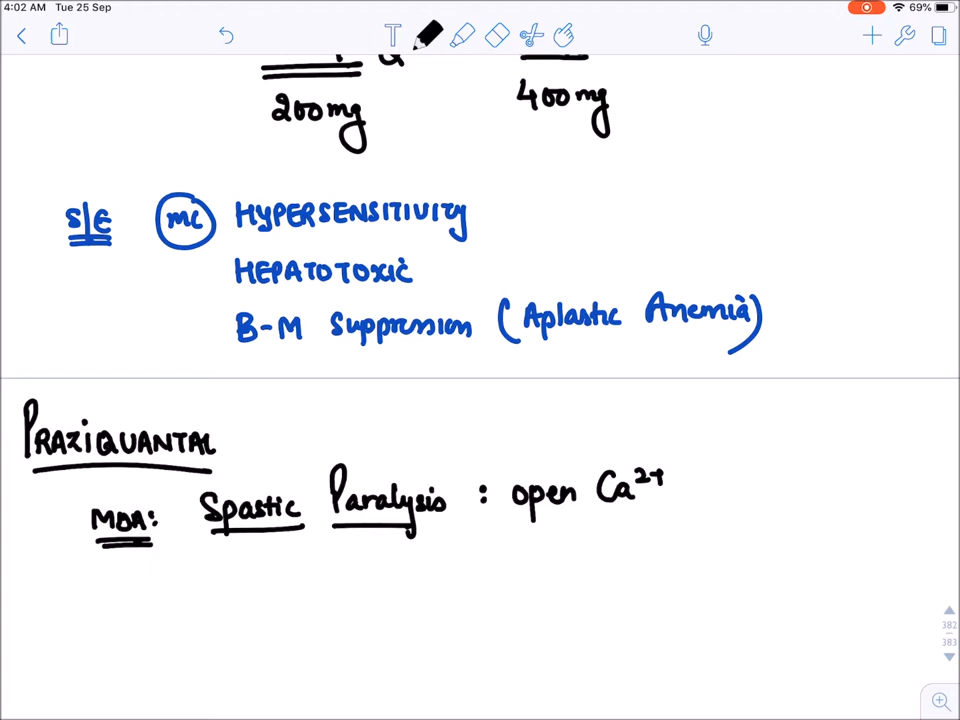 4:02 AM Tue 25 Sep 69%
T
200mg 400mg
S/E mc HYPERSENSITIVITY
HEPATOTOXIC
B-M Suppression (Aplastic Anemia)
PRAZIQUANTAL
MOA: Spastic Paralysis : open Ca2+
382
383